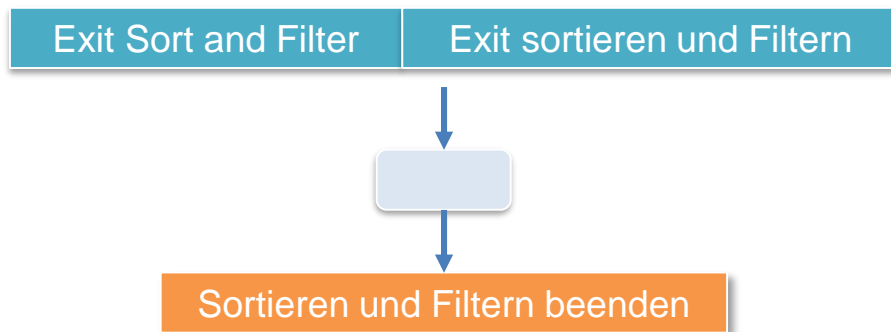 Exit Sort and Filter
Exit sortieren und Filtern
Sortieren und Filtern beenden